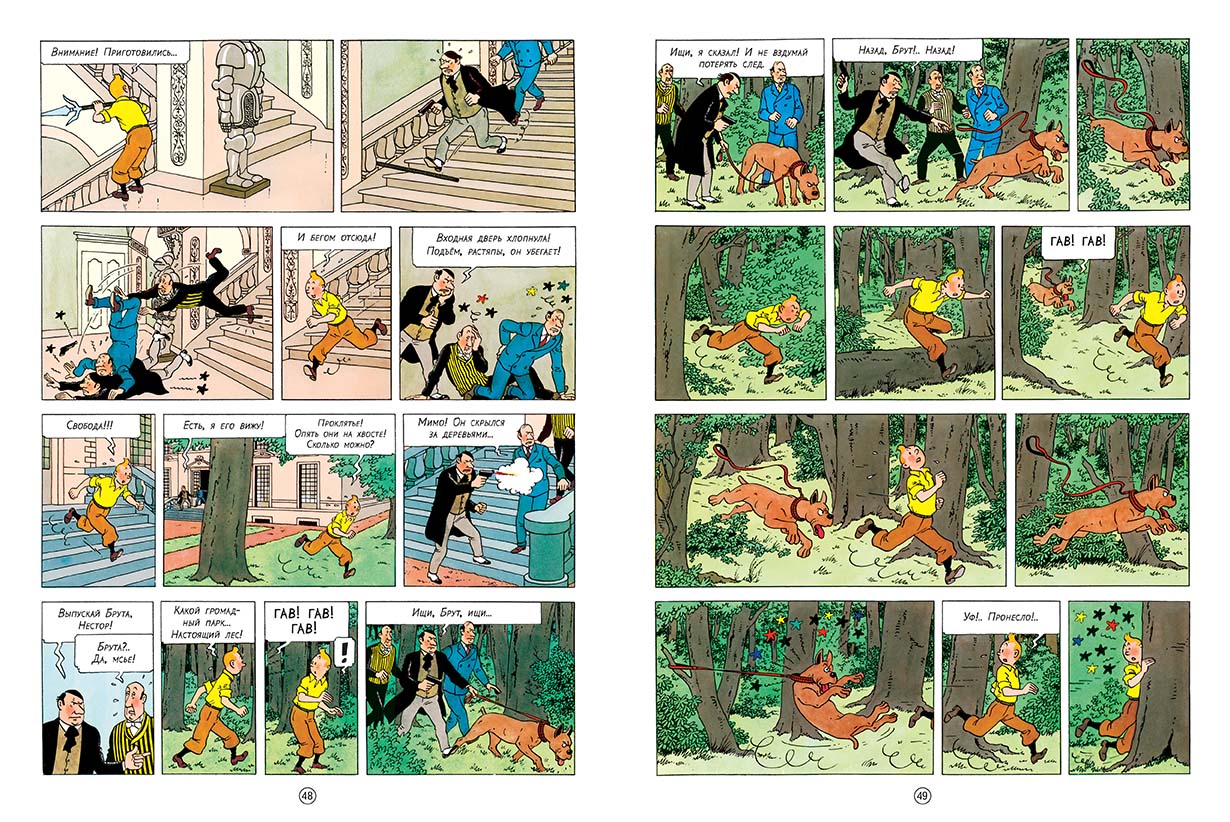 Внимание! Приготовились...
И бегом отсюда!
Входная дверь хлопнула!
Подъём, растяпы, он убегает!
Свобода!!!
Есть, я его вижу!
Проклятье!
Опять они на хвосте!
Сколько можно?
Мимо! Он скрылся
за деревьями...
Выпускай Брута,
Нестор!
Брута?..
Да, мсье!
Какой громад-
ный парк...
Настоящий лес!
ГАВ! ГАВ!
ГАВ!
!
Ищи, Брут, ищи...
48
Ищи, я сказал! И не вздумай
потерять след.
Назад, Брут!.. Назад!
ГАВ! ГАВ!
Уф!.. Пронесло!..
49